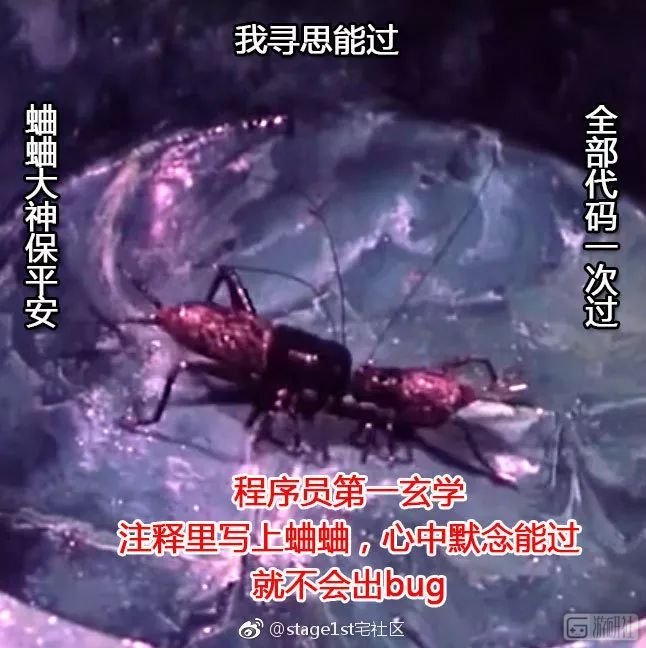 我寻思能过
全部代码一次过
蛐蛐大神保平安
程序员第一玄学
注释里写上蛐蛐，心中默念能过
就不会出bug
@stage1st宅社区
游研社